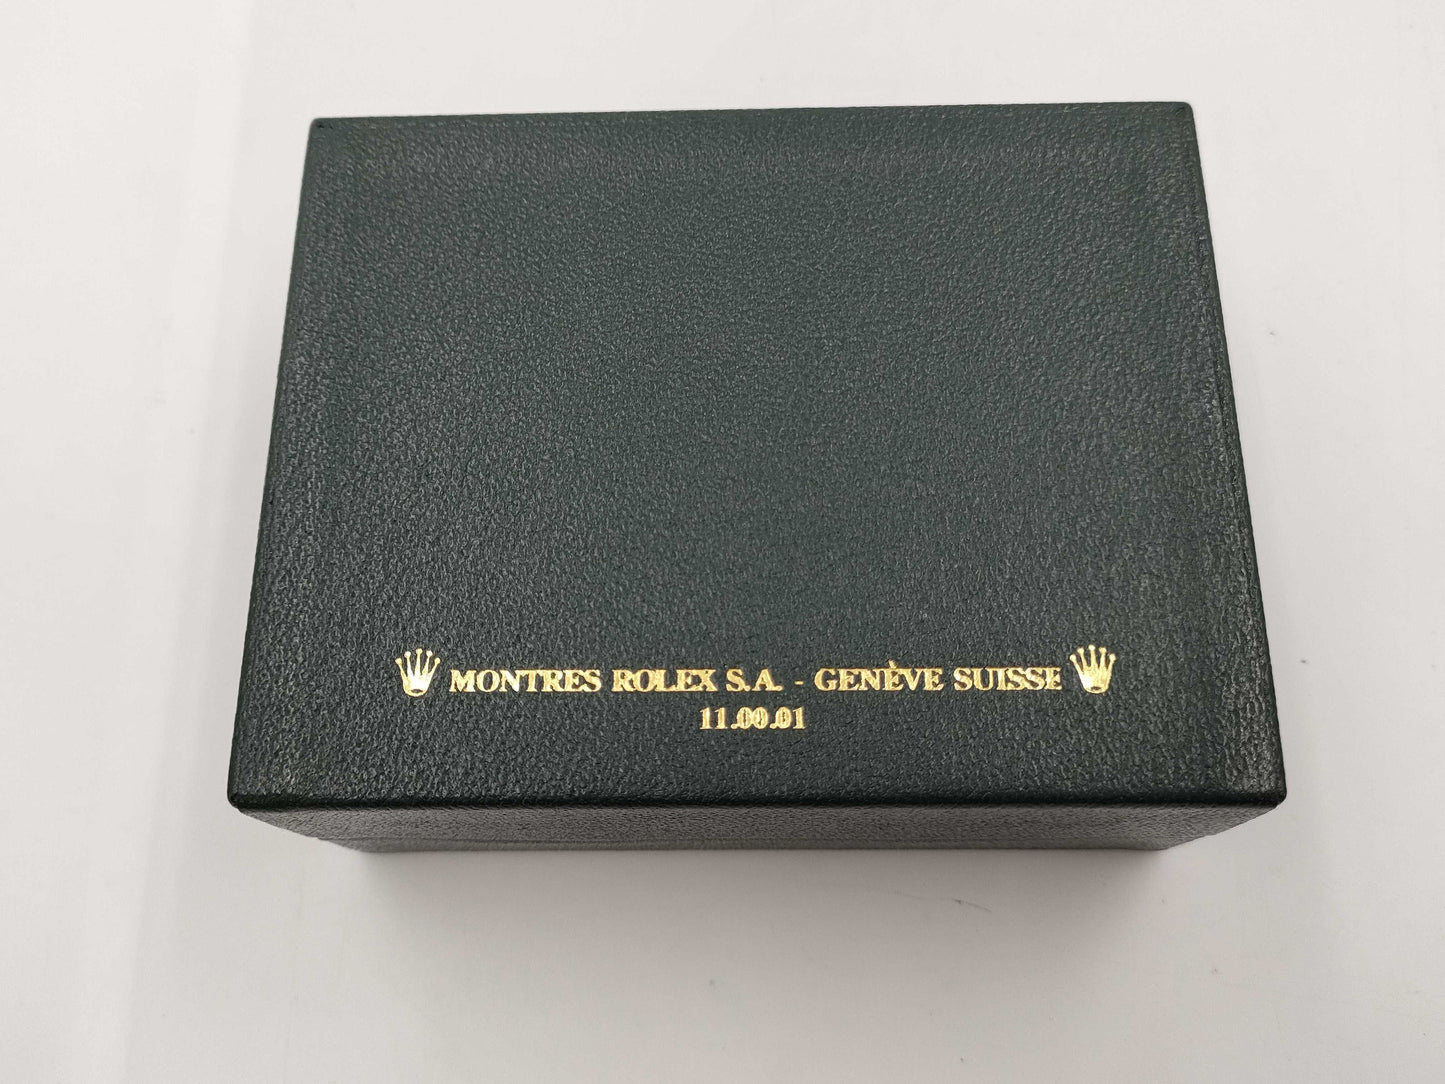 MONTRES ROLEX S.A. - GENÈVE SUISSE
11.00.01